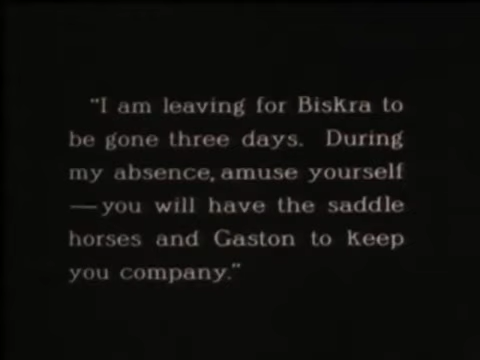 "I am leaving for Biskra to
be gone three days. During
my absence, amuse yourself
—you will have the saddle
horses and Gaston to keep
you company."